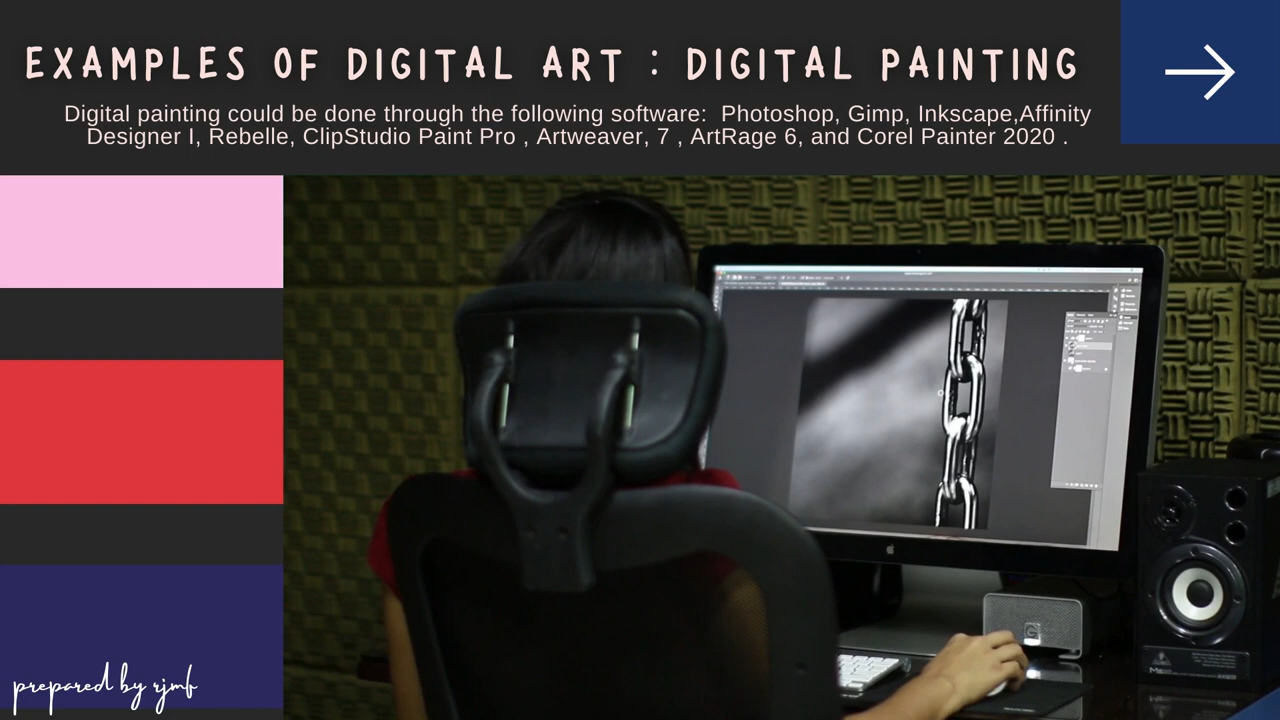 EXAMPLES OF DIGITAL ART : DIGITAL PAINTING
Digital painting could be done through the following software:  Photoshop, Gimp, Inkscape,Affinity
Designer I, Rebelle, ClipStudio Paint Pro , Artweaver, 7 , ArtRage 6, and Corel Painter 2020 .
prepared by rjmb